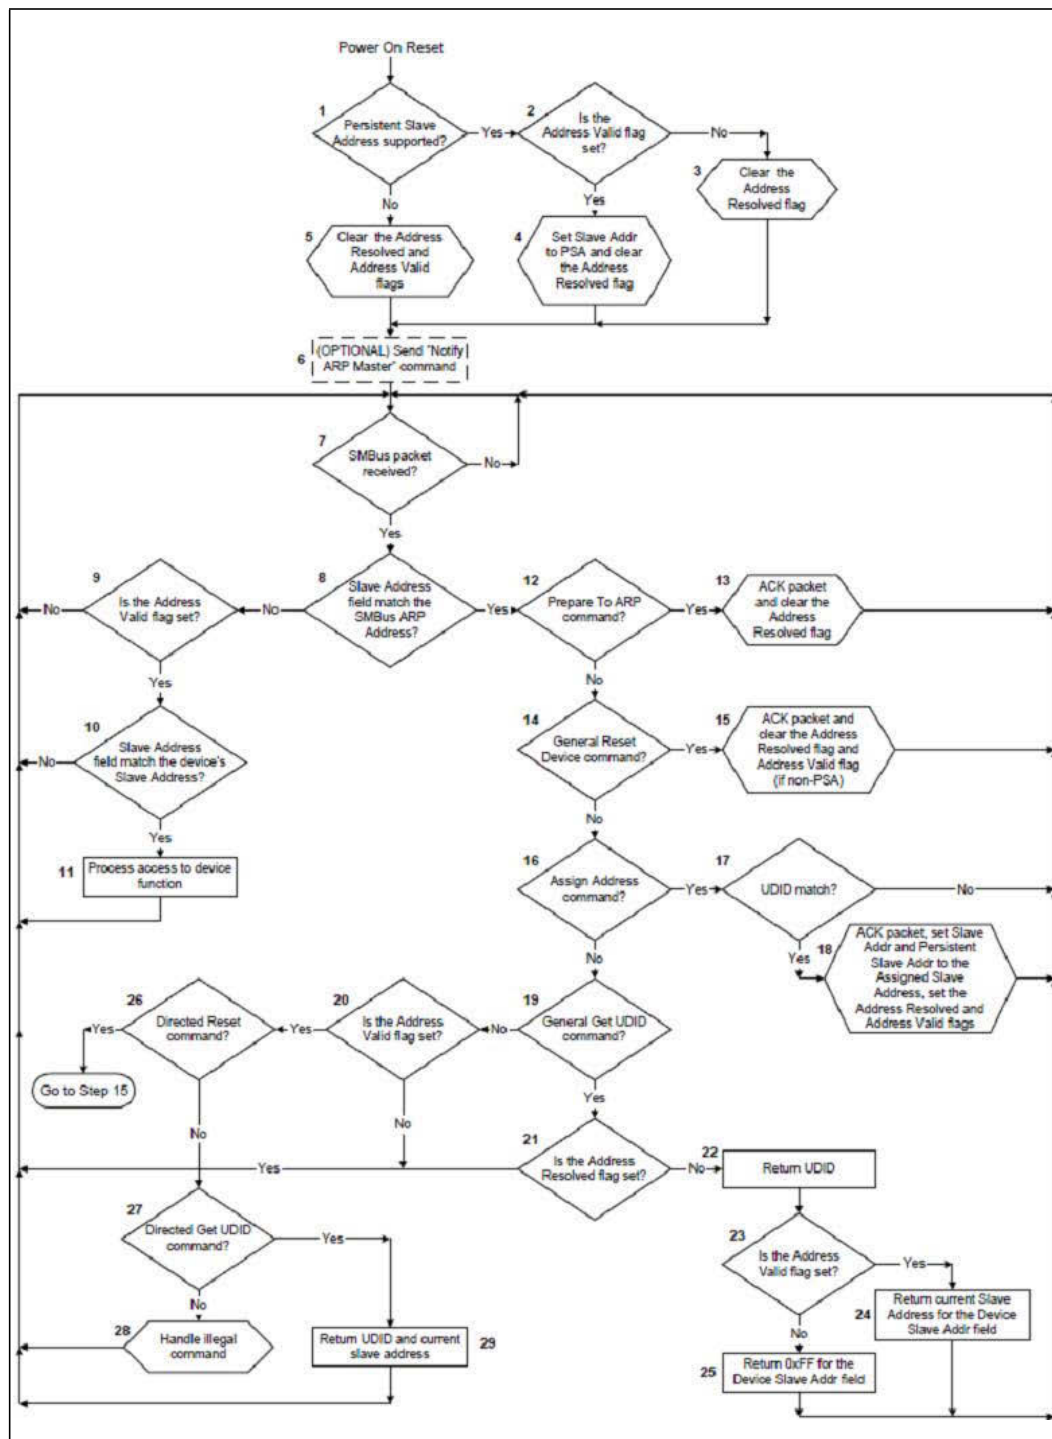 Power On Reset
1
Persistent Slave
Address supported?
Yes
2
Is the
Address Valid flag
set?
No
3
Clear the
Address
Resolved flag
No
Yes
5
Clear the Address
Resolved and
Address Valid
flags
4
Set Slave Addr
to PSA and clear
the Address
Resolved flag
6
(OPTIONAL) Send "Notify
ARP Master" command
7
SMBus packet
received?
No
Yes
9
Is the Address
Valid flag set?
No
No
8
Slave Address
field match the
SMBus ARP
Address?
Yes
12
Prepare To ARP
command?
Yes
13
ACK packet
and clear the
Address
Resolved flag
Yes
No
10
Slave Address
field match the device's
Slave Address?
No
14
General Reset
Device command?
Yes
15
ACK packet and
clear the Address
Resolved flag and
Address Valid flag
(if non-PSA)
Yes
No
11
Process access to device
function
16
Assign Address
command?
Yes
17
UDID match?
No
Yes
No
18
ACK packet, set Slave
Addr and Persistent
Slave Addr to the
Assigned Slave
Address, set the
Address Resolved and
Address Valid flags
26
Directed Reset
command?
Yes
Yes
20
Is the Address
Valid flag set?
No
19
General Get UDID
command?
Go to Step 15
Yes
No
No
21
Is the Address
Resolved flag set?
Yes
No
22
Return UDID
27
Directed Get UDID
command?
Yes
23
Is the Address
Valid flag set?
Yes
No
24
Return current Slave
Address for the Device
Slave Addr field
28
Handle illegal
command
Return UDID and current
slave address
29
No
25
Return 0xFF for the
Device Slave Addr field